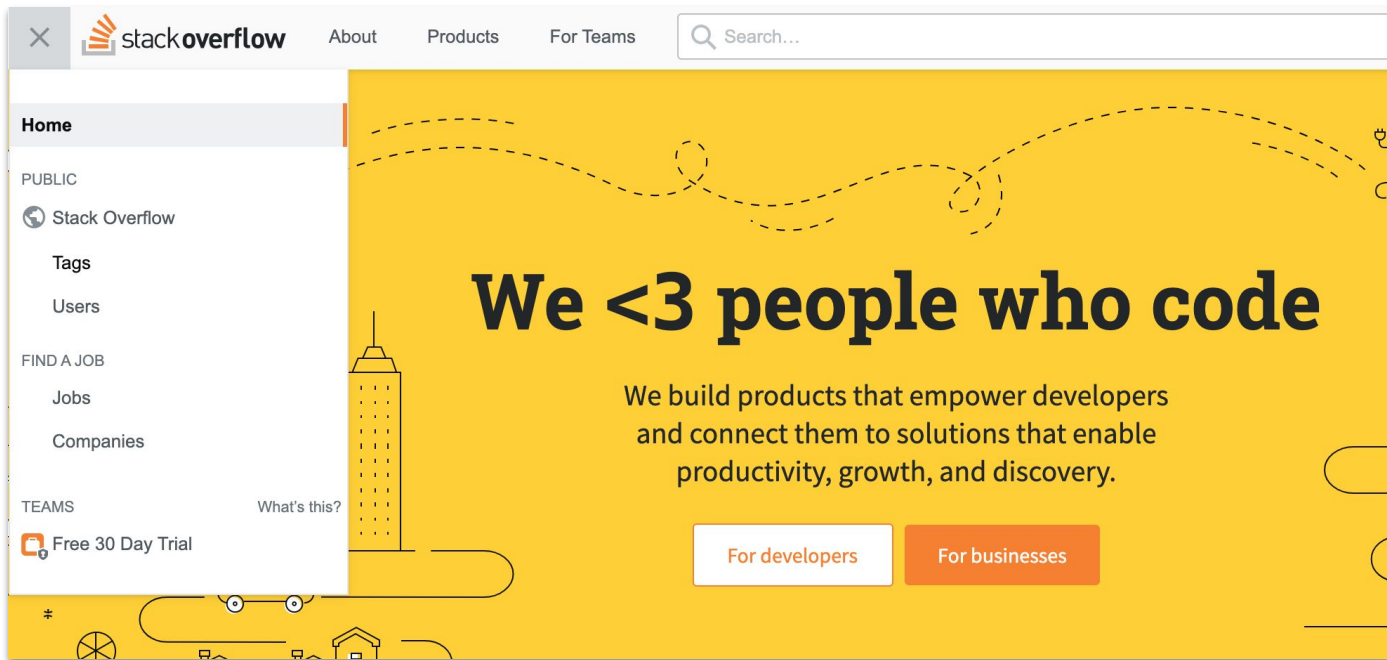 stackoverflow About Products For Teams Search...
Home
PUBLIC
Stack Overflow
Tags
Users
FIND A JOB
Jobs
Companies
TEAMS What's this?
Free 30 Day Trial
We <3 people who code
We build products that empower developers
and connect them to solutions that enable
productivity, growth, and discovery.
For developers For businesses